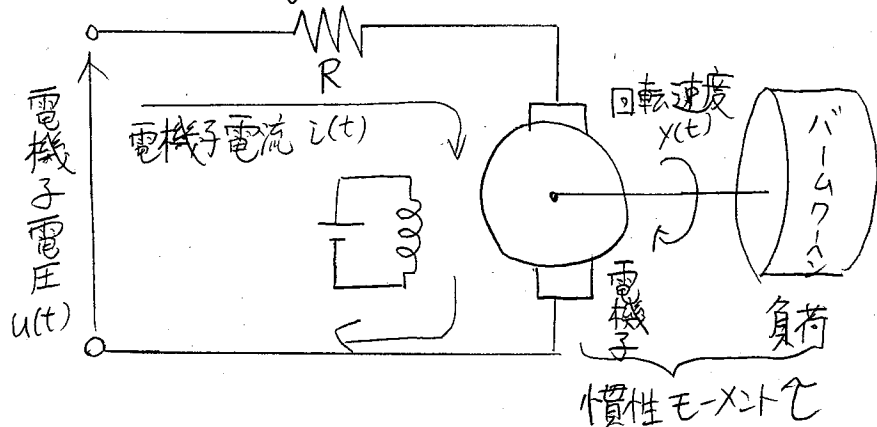 R
電機子電流 i(t)
電機子電圧
u(t)
回転速度
y(t)
バームクーヘン
電機子
負荷
慣性モーメント τ